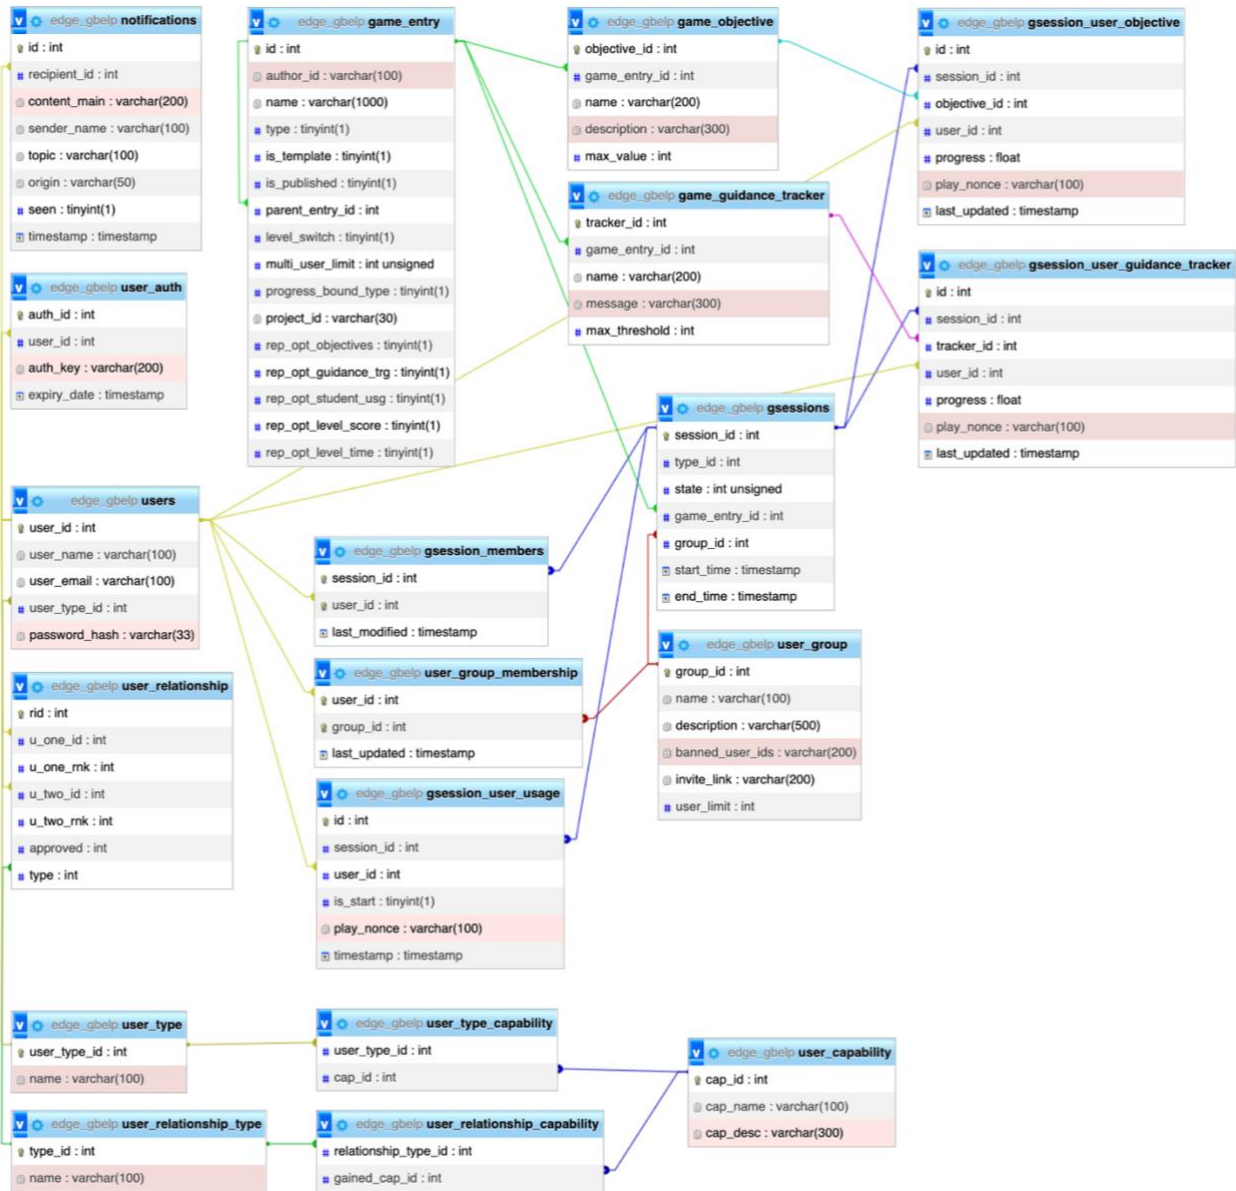 edge_gbelp notifications
id : int
recipient_id : int
content_main : varchar(200)
sender_name : varchar(100)
topic : varchar(100)
origin : varchar(50)
seen : tinyint(1)
timestamp : timestamp
edge_gbelp user_auth
auth_id : int
user_id : int
auth_key : varchar(200)
expiry_date : timestamp
edge_gbelp users
user_id : int
user_name : varchar(100)
user_email : varchar(100)
user_type_id : int
password_hash : varchar(33)
edge_gbelp user_relationship
rid : int
u_one_id : int
u_one_rnk : int
u_two_id : int
u_two_rnk : int
approved : int
type : int
edge_gbelp user_type
user_type_id : int
name : varchar(100)
edge_gbelp user_relationship_type
type_id : int
name : varchar(100)
edge_gbelp game_entry
id : int
author_id : varchar(100)
name : varchar(1000)
type : tinyint(1)
is_template : tinyint(1)
is_published : tinyint(1)
parent_entry_id : int
level_switch : tinyint(1)
multi_user_limit : int unsigned
progress_bound_type : tinyint(1)
project_id : varchar(30)
rep_opt_objectives : tinyint(1)
rep_opt_guidance_trg : tinyint(1)
rep_opt_student_usg : tinyint(1)
rep_opt_level_score : tinyint(1)
rep_opt_level_time : tinyint(1)
edge_gbelp gsession_members
session_id : int
user_id : int
last_modified : timestamp
edge_gbelp user_group_membership
user_id : int
group_id : int
last_updated : timestamp
edge_gbelp gsession_user_usage
id : int
session_id : int
user_id : int
is_start : tinyint(1)
play_nonce : varchar(100)
timestamp : timestamp
edge_gbelp user_type_capability
user_type_id : int
cap_id : int
edge_gbelp user_relationship_capability
relationship_type_id : int
gained_cap_id : int
edge_gbelp game_objective
objective_id : int
game_entry_id : int
name : varchar(200)
description : varchar(300)
max_value : int
edge_gbelp game_guidance_tracker
tracker_id : int
game_entry_id : int
name : varchar(200)
message : varchar(300)
max_threshold : int
edge_gbelp gsessions
session_id : int
type_id : int
state : int unsigned
game_entry_id : int
group_id : int
start_time : timestamp
end_time : timestamp
edge_gbelp user_group
group_id : int
name : varchar(100)
description : varchar(500)
banned_user_ids : varchar(200)
invite_link : varchar(200)
user_limit : int
edge_gbelp user_capability
cap_id : int
cap_name : varchar(100)
cap_desc : varchar(300)
edge_gbelp gsession_user_objective
id : int
session_id : int
objective_id : int
user_id : int
progress : float
play_nonce : varchar(100)
last_updated : timestamp
edge_gbelp gsession_user_guidance_tracker
id : int
session_id : int
tracker_id : int
user_id : int
progress : float
play_nonce : varchar(100)
last_updated : timestamp